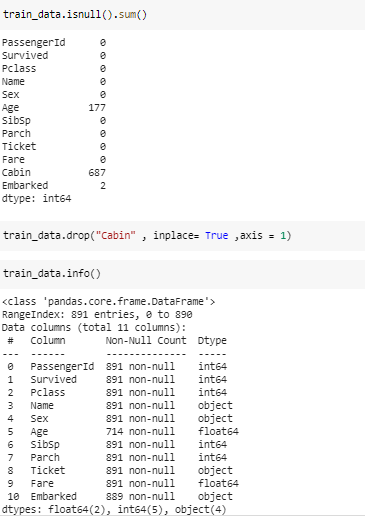 train_data.isnull().sum()
PassengerId 0
Survived 0
Pclass 0
Name 0
Sex 0
Age 177
SibSp 0
Parch 0
Ticket 0
Fare 0
Cabin 687
Embarked 2
dtype: int64
train_data.drop("Cabin" , inplace= True ,axis = 1)
train_data.info()
<class 'pandas.core.frame.DataFrame'>
RangeIndex: 891 entries, 0 to 890
Data columns (total 11 columns):
# Column Non-Null Count Dtype
--- ------ -------------- -----
0 PassengerId 891 non-null int64
1 Survived 891 non-null int64
2 Pclass 891 non-null int64
3 Name 891 non-null object
4 Sex 891 non-null object
5 Age 714 non-null float64
6 SibSp 891 non-null int64
7 Parch 891 non-null int64
8 Ticket 891 non-null object
9 Fare 891 non-null float64
10 Embarked 889 non-null object
dtypes: float64(2), int64(5), object(4)